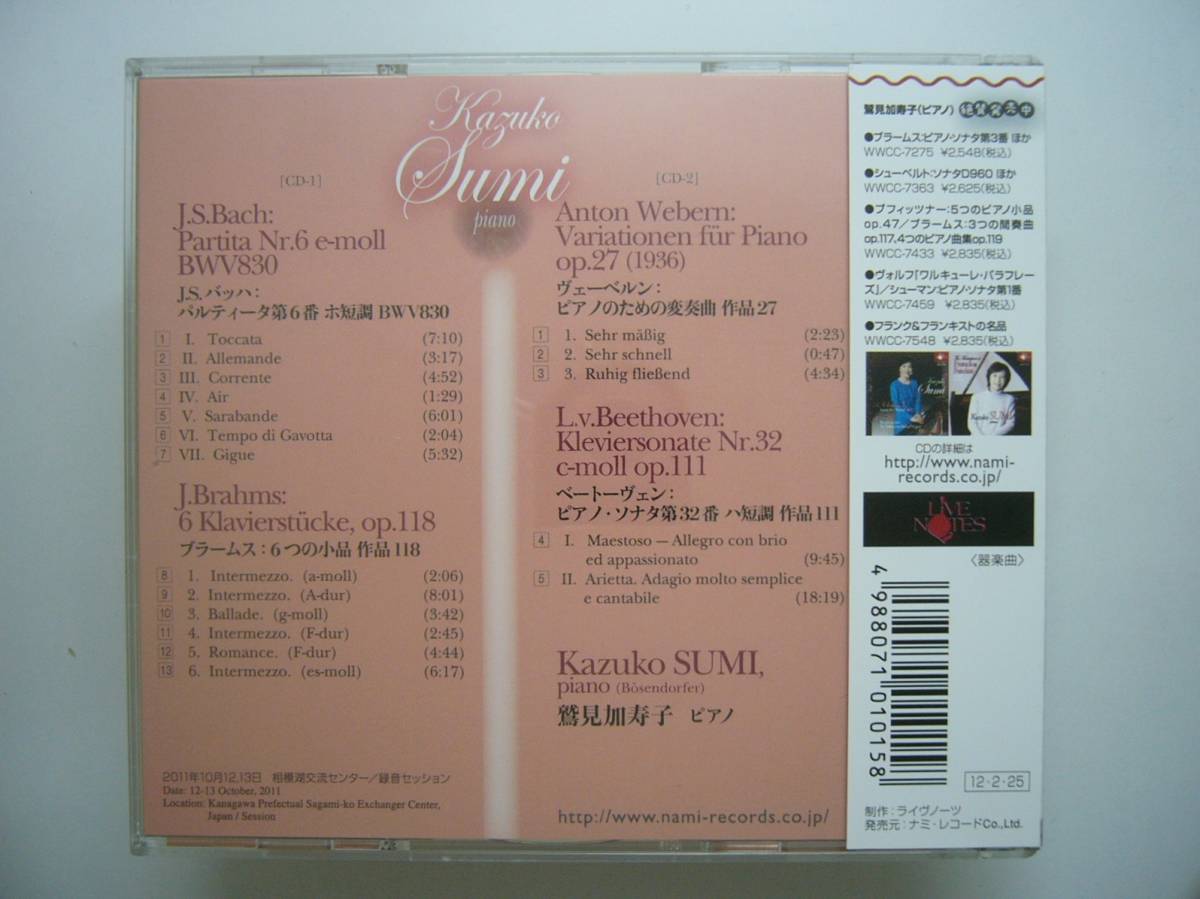 Kazuko
Sumi
piano
[CD-1]
J.S.Bach:
Partita Nr.6 e-moll
BWV830
J.S.バッハ：
パルティータ第6番 ホ短調 BWV830
1 I. Toccata (7:10)
2 II. Allemande (3:17)
3 III. Corrente (4:52)
4 IV. Air (1:29)
5 V. Sarabande (6:01)
6 VI. Tempo di Gavotta (2:04)
7 VII. Gigue (5:32)
J.Brahms:
6 Klavierstücke, op.118
ブラームス：6つの小品 作品118
8 1. Intermezzo. (a-moll) (2:06)
9 2. Intermezzo. (A-dur) (8:01)
10 3. Ballade. (g-moll) (3:42)
11 4. Intermezzo. (F-dur) (2:45)
12 5. Romance. (F-dur) (4:44)
13 6. Intermezzo. (es-moll) (6:17)
2011年10月12,13日 相模湖交流センター／録音セッション
Date: 12-13 October, 2011
Location: Kanagawa Prefectual Sagami-ko Exchanger Center,
Japan / Session
[CD-2]
Anton Webern:
Variationen für Piano
op.27 (1936)
ヴェーベルン：
ピアノのための変奏曲 作品27
1 1. Sehr mäßig (2:23)
2 2. Sehr schnell (0:47)
3 3. Ruhig fließend (4:34)
L.v.Beethoven:
Kleviersonate Nr.32
c-moll op.111
ベートーヴェン：
ピアノ・ソナタ第32番 ハ短調 作品111
4 I. Maestoso — Allegro con brio
ed appassionato (9:45)
5 II. Arietta. Adagio molto semplice
e cantabile (18:19)
Kazuko SUMI,
piano (Bösendorfer)
鷲見加寿子 ピアノ
http://www.nami-records.co.jp/
鷲見加寿子(ピアノ) 絶賛発売中
●ブラームス:ピアノ・ソナタ第3番 ほか
WWCC-7275 ¥2,548(税込)
●シューベルト:ソナタD960 ほか
WWCC-7363 ¥2,625(税込)
●プフィッツナー:5つのピアノ小品
op.47／ブラームス:3つの間奏曲
op.117,4つのピアノ曲集op.119
WWCC-7433 ¥2,835(税込)
●ヴォルフ｢ワルキューレ・パラフレー
ズ｣／シューマン:ピアノ・ソナタ第1番
WWCC-7459 ¥2,835(税込)
●フランク&フランキストの名品
WWCC-7548 ¥2,835(税込)
Sumi
Kazuko SUMI
CDの詳細は
http://www.nami-
records.co.jp/
LIVE
NOTES
〈器楽曲〉
4 988071 010158
12・2・25
制作：ライヴノーツ
発売元：ナミ・レコードCo.,Ltd.